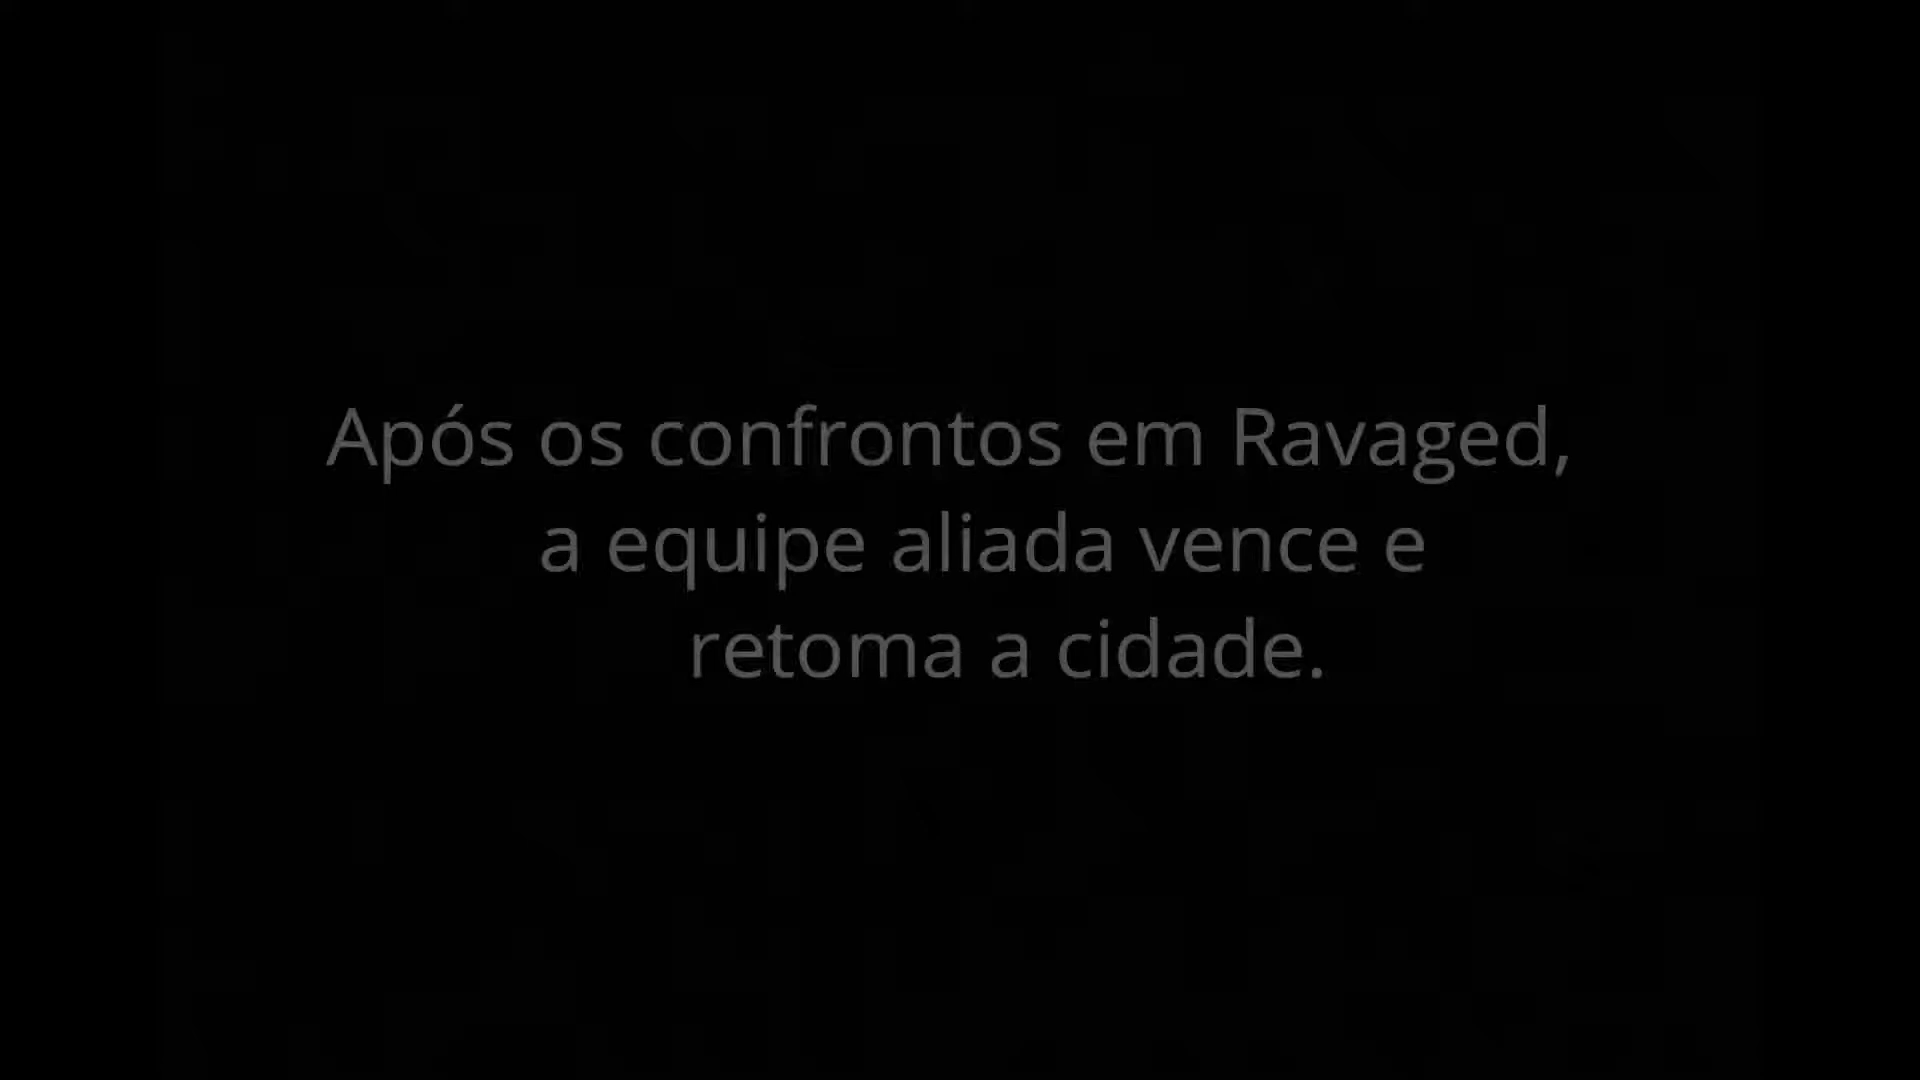 Após os confrontos em Ravaged,
a equipe aliada vence e
retoma a cidade.